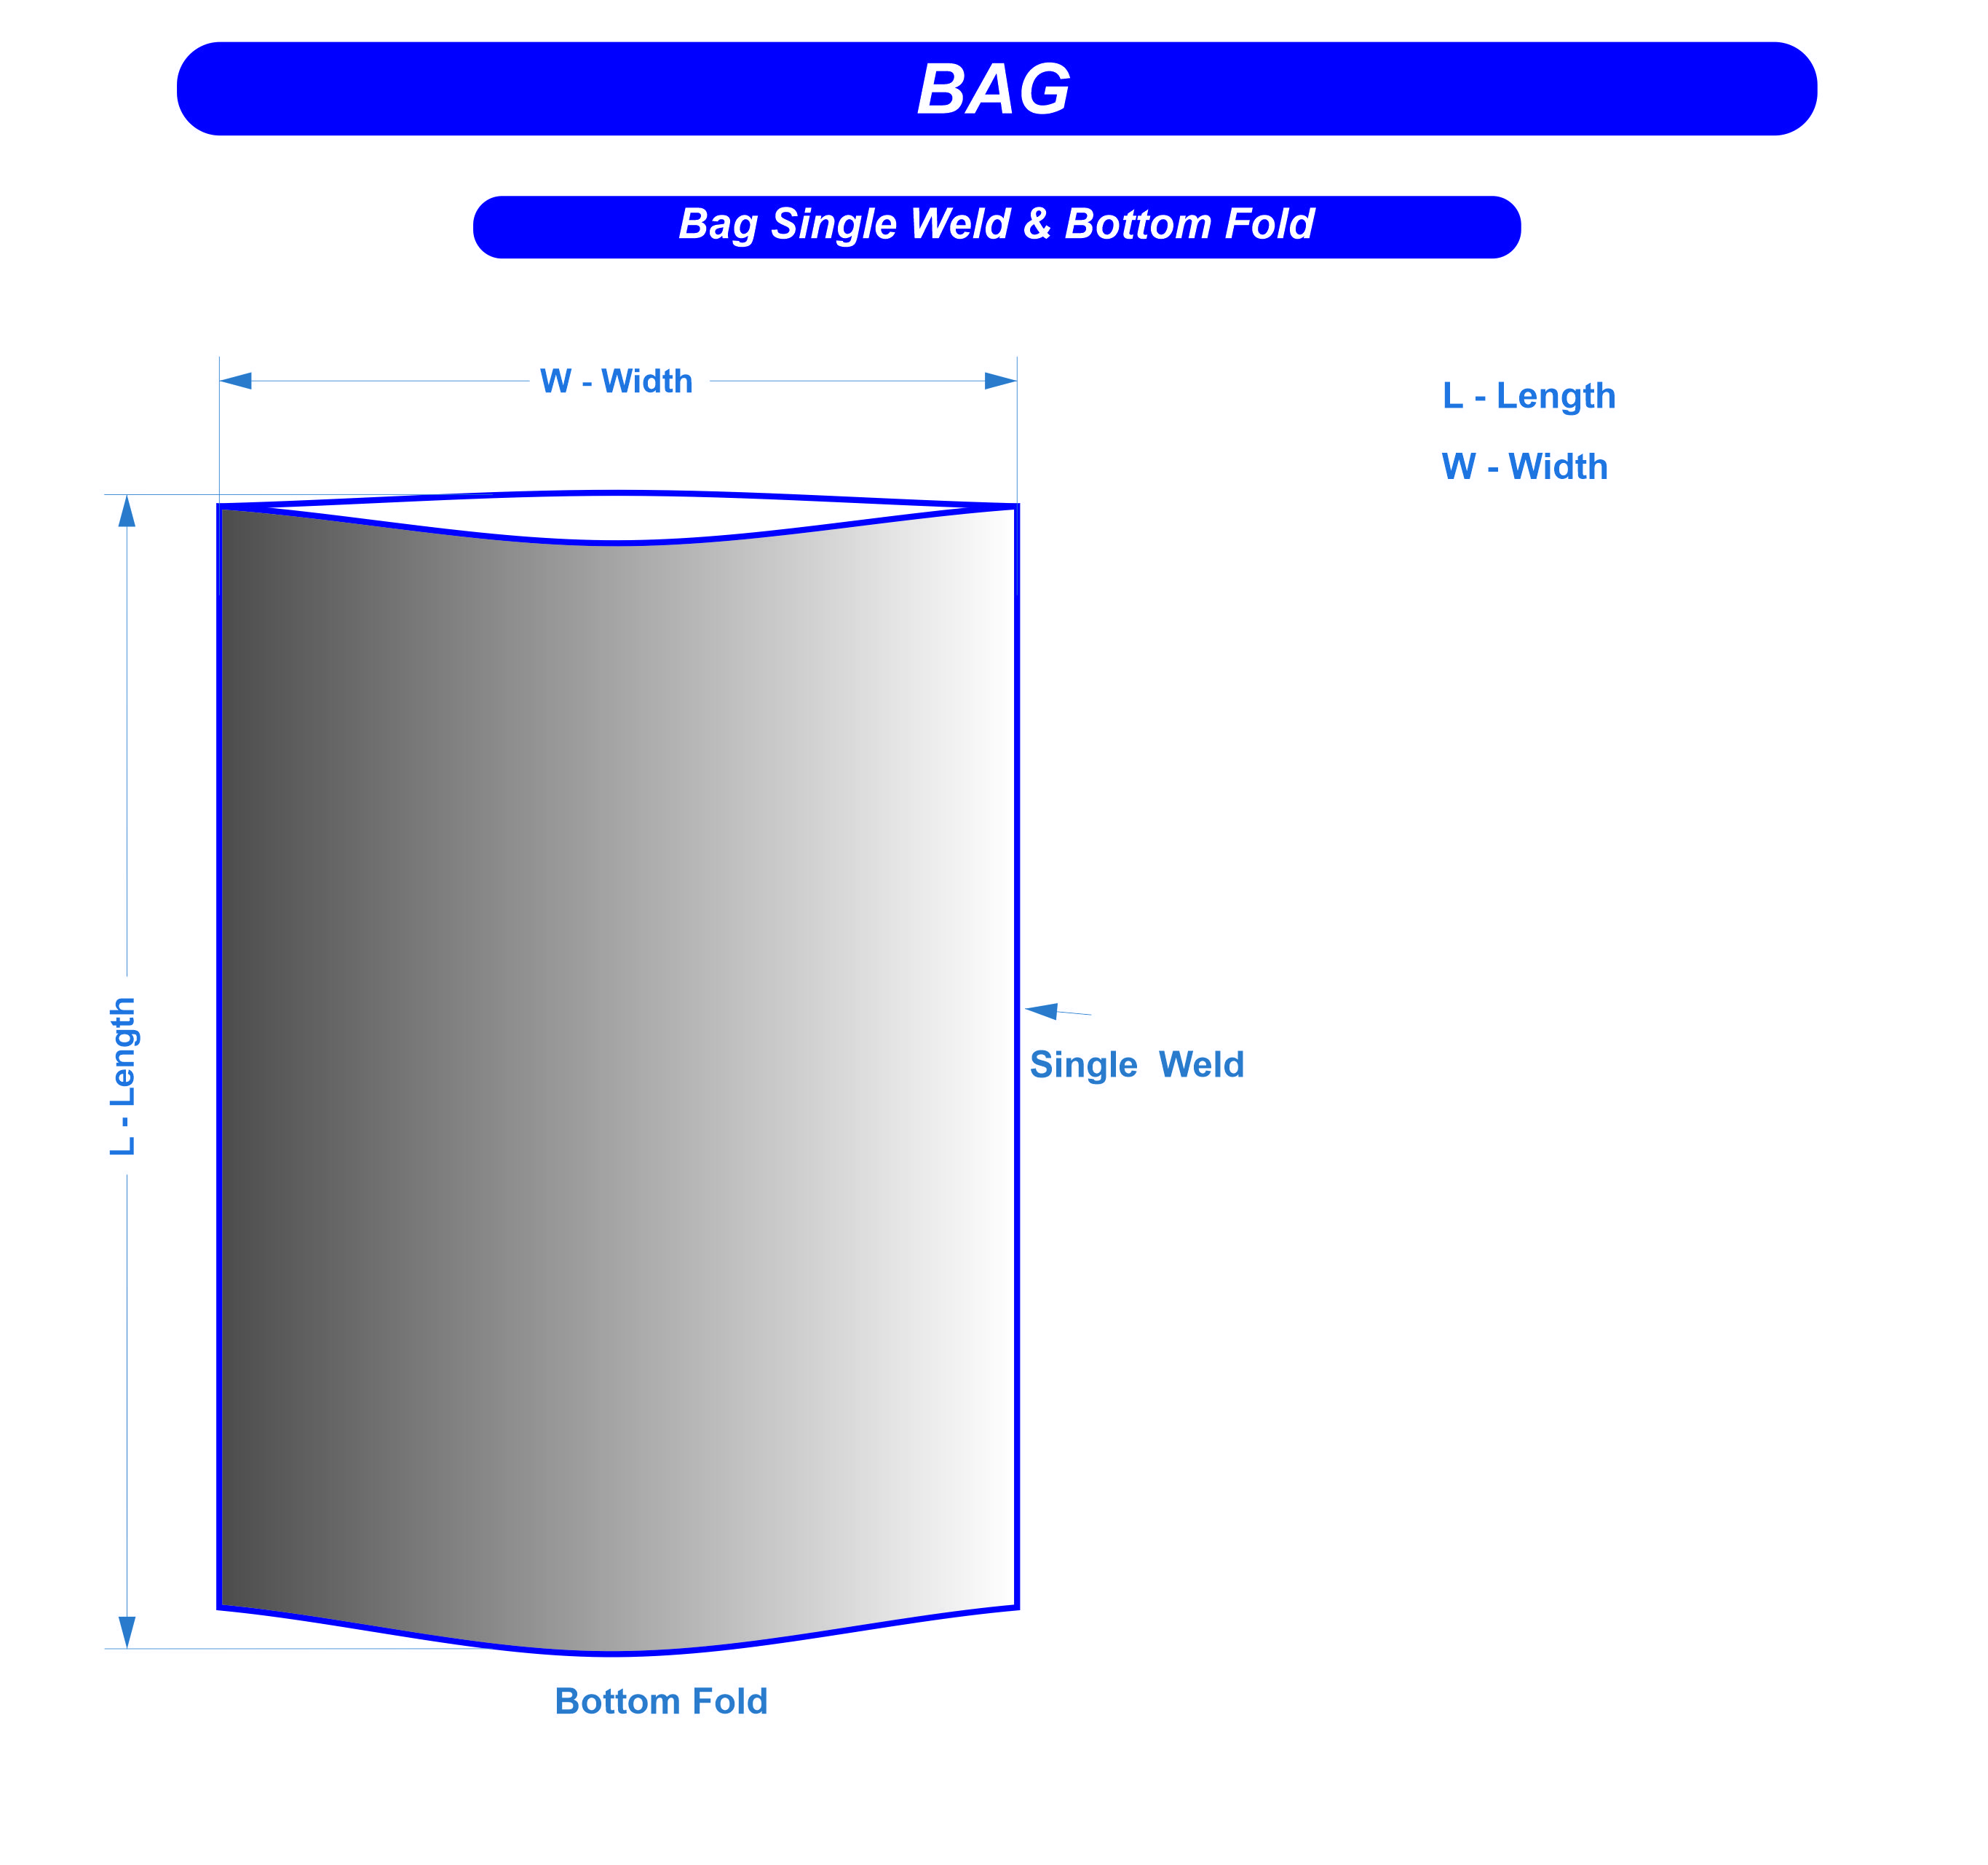 BAG
Bag Single Weld & Bottom Fold
W - Width
L - Length
W - Width
L - Length
Single Weld
Bottom Fold